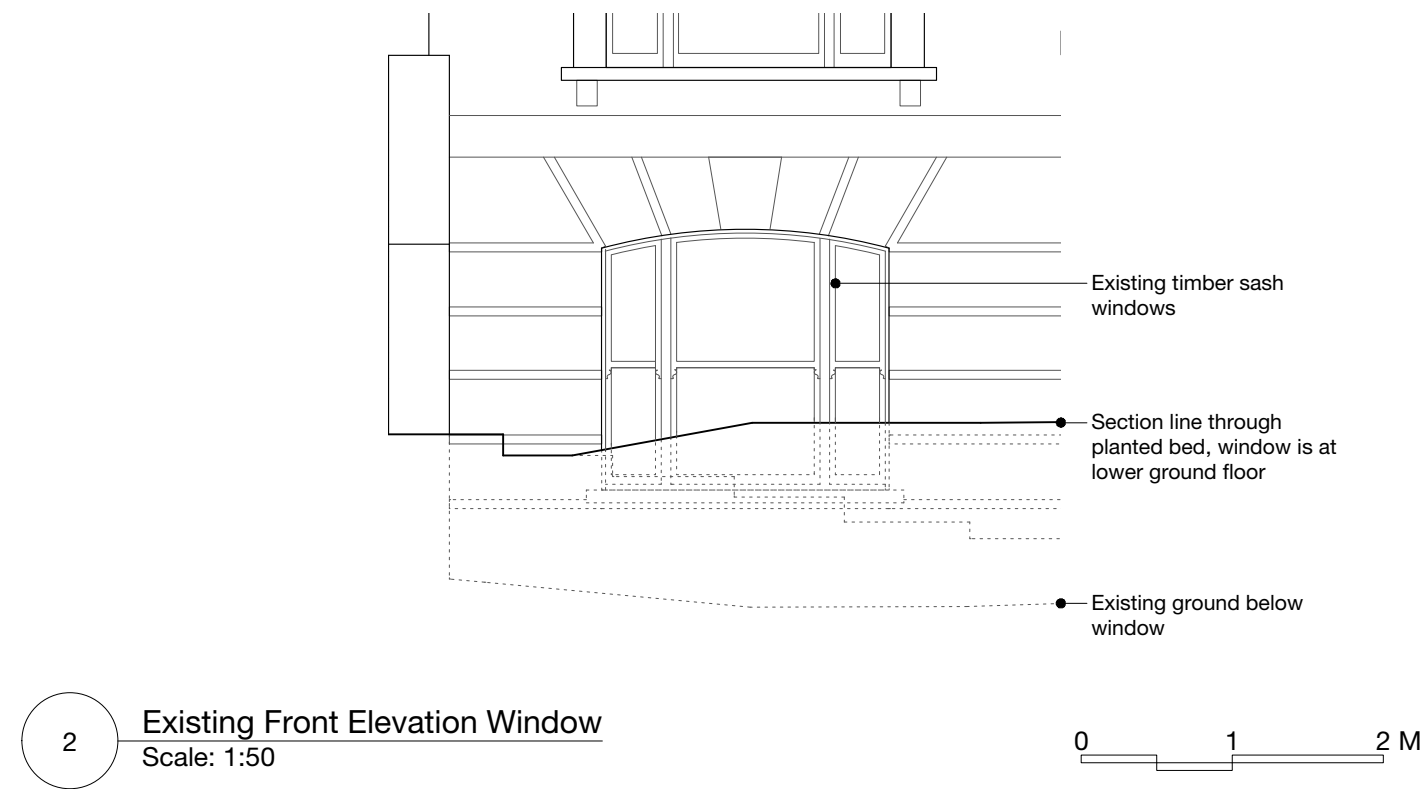 Existing timber sash
windows
Section line through
planted bed, window is at
lower ground floor
Existing ground below
window
2
Existing Front Elevation Window
Scale: 1:50
0 1 2 M